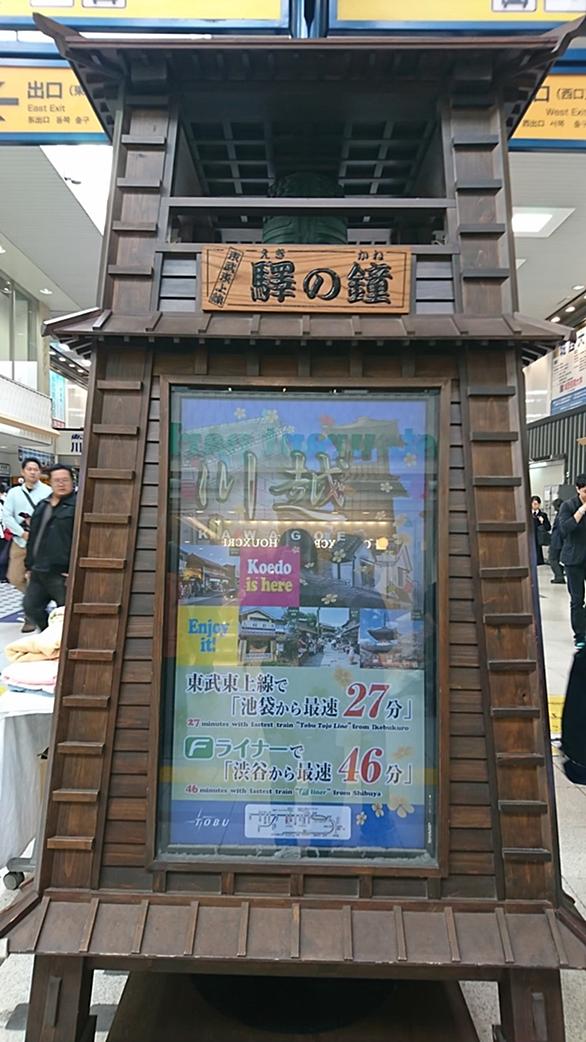 出口
East Exit
West Exit
えき かね
東武東上線
驛の鐘
川越
KAWAGOE
Koedo
is here
Enjoy
it!
東武東上線で
「池袋から最速27分」
27 minutes with fastest train "Tobu Tojo Line" from Ikebukuro
Fライナーで
「渋谷から最速46分」
46 minutes with fastest train "F liner" from Shibuya
TOBU